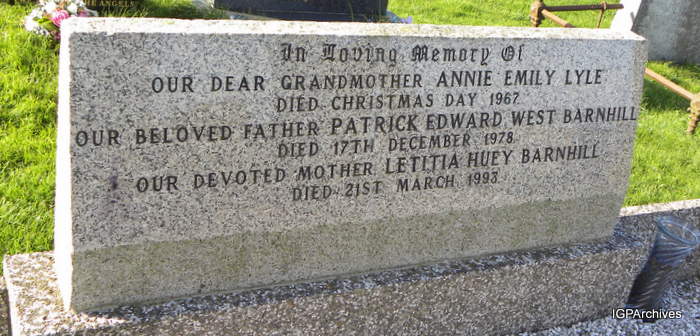 ANGELS
In Loving Memory Of
OUR DEAR GRANDMOTHER ANNIE EMILY LYLE
DIED CHRISTMAS DAY 1967
OUR BELOVED FATHER PATRICK EDWARD WEST BARNHILL
DIED 17TH DECEMBER 1978
OUR DEVOTED MOTHER LETITIA HUEY BARNHILL
DIED 21ST MARCH 1993
IGPArchives